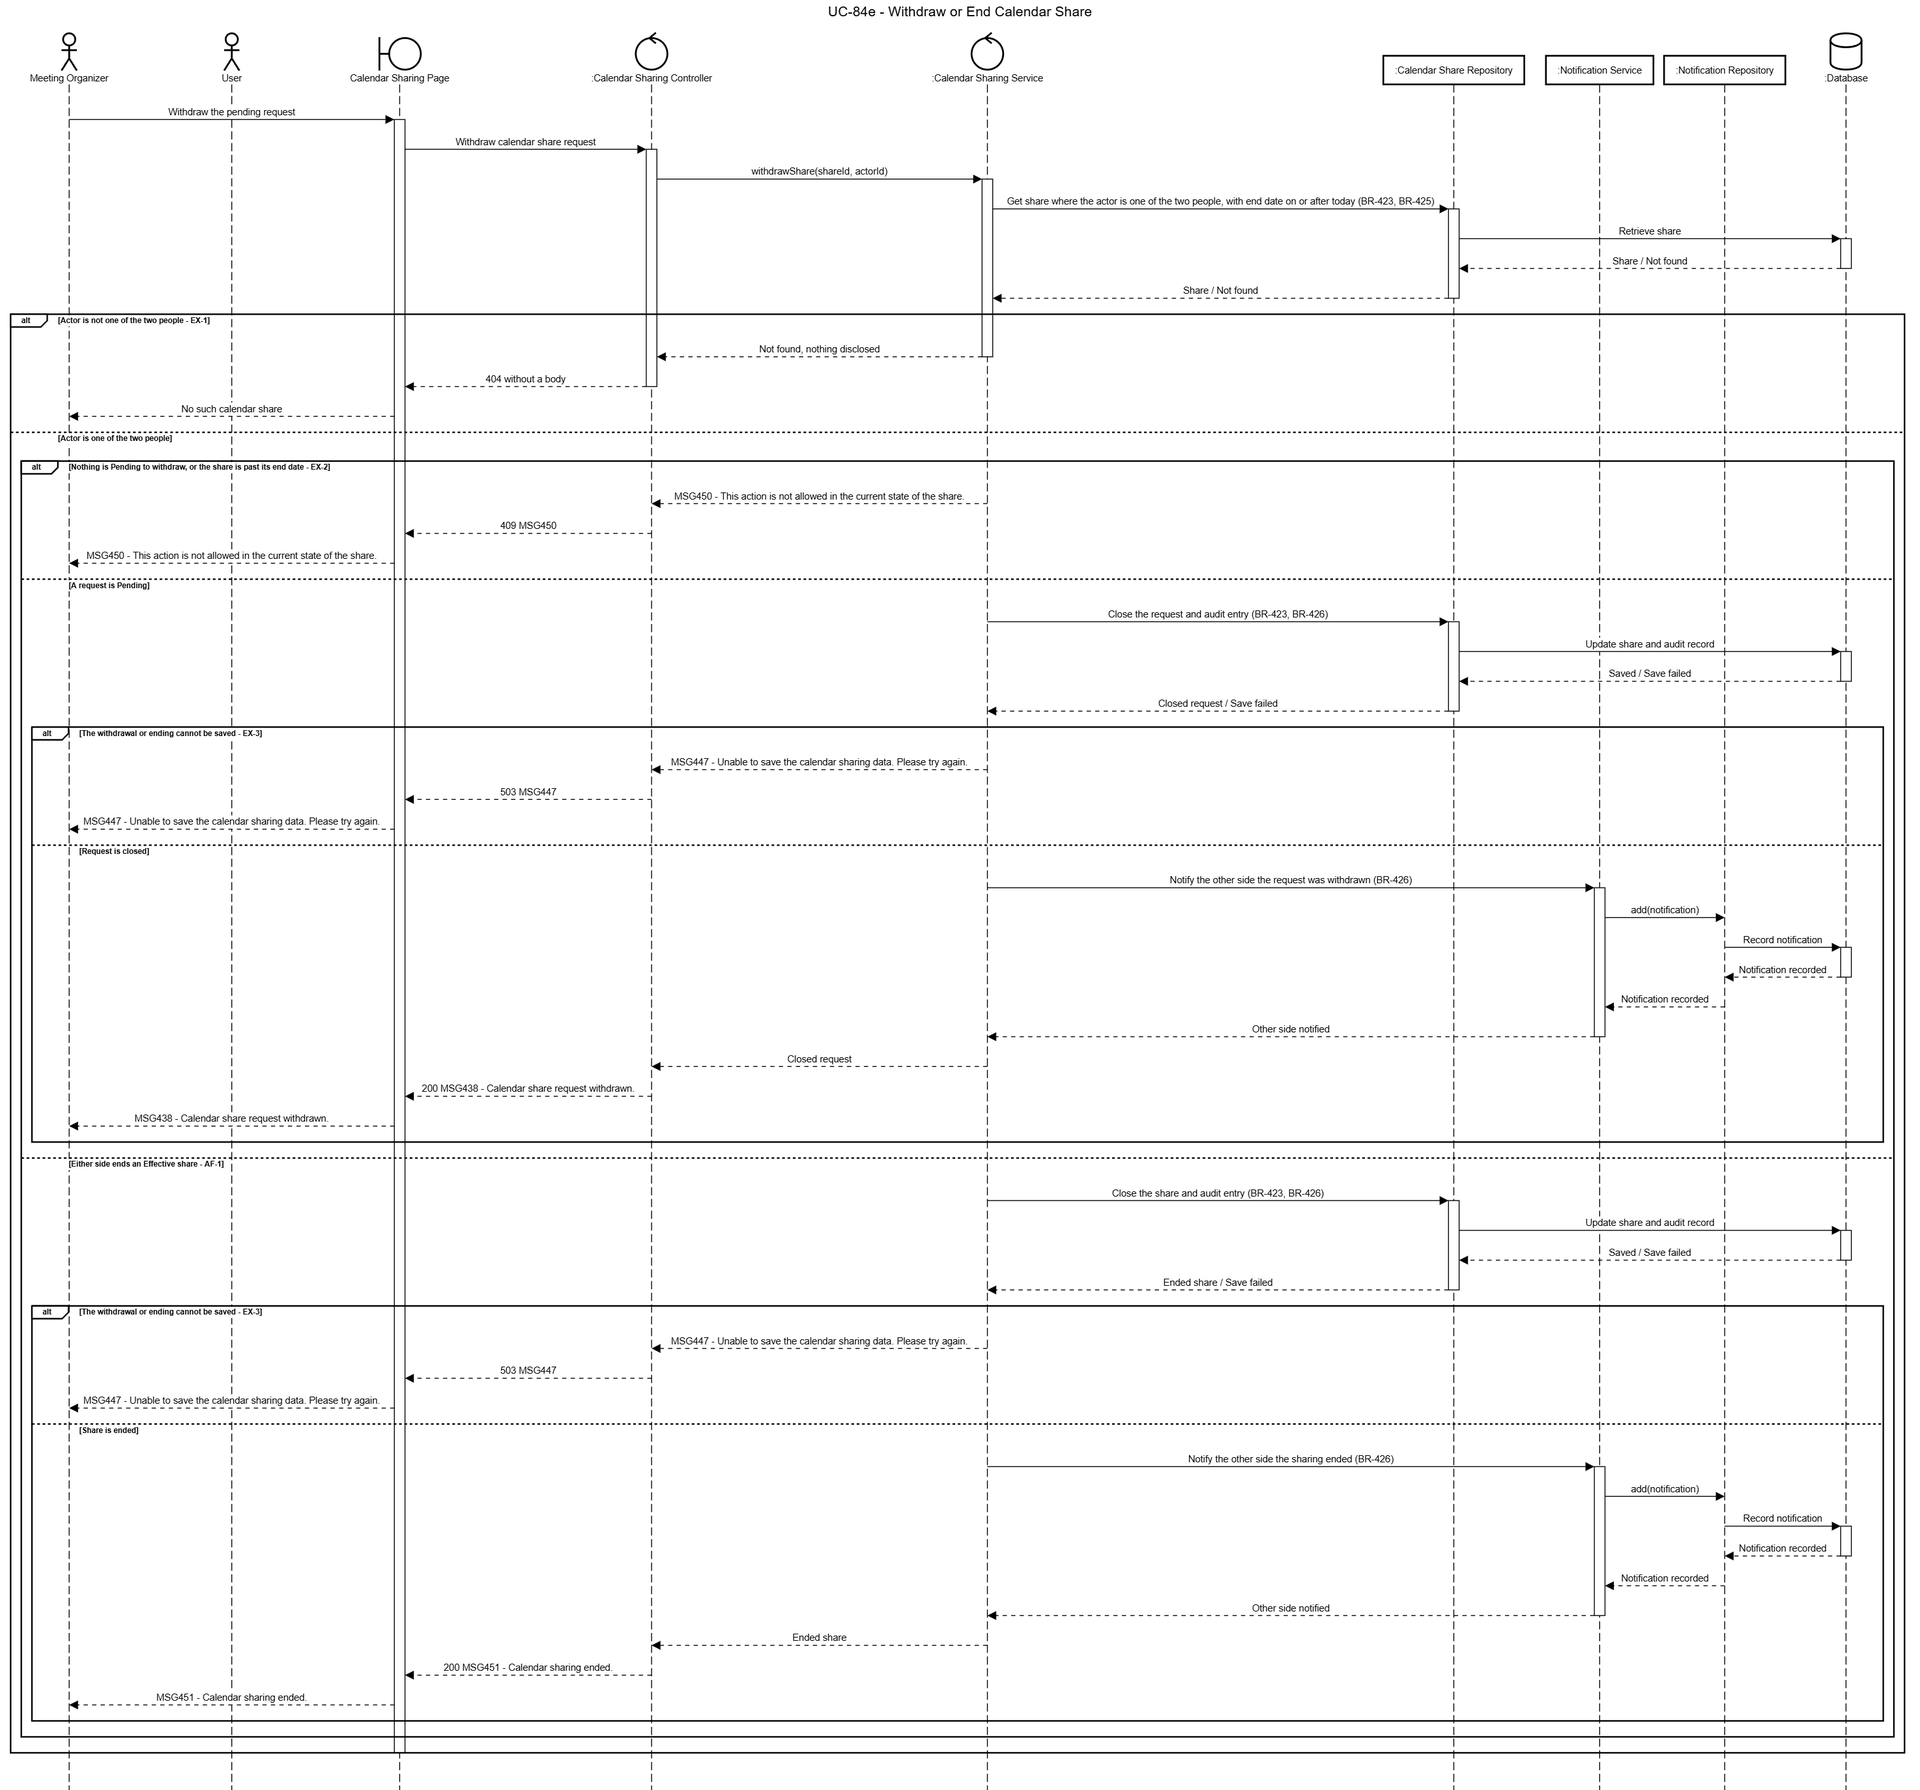 UC-84e - Withdraw or End Calendar Share
Meeting Organizer
User
Calendar Sharing Page
:Calendar Sharing Controller
:Calendar Sharing Service
:Calendar Share Repository
:Notification Service
:Notification Repository
:Database
Withdraw the pending request
Withdraw calendar share request
withdrawShare(shareId, actorId)
Get share where the actor is one of the two people, with end date on or after today (BR-423, BR-425)
Retrieve share
Share / Not found
Share / Not found
alt
[Actor is not one of the two people - EX-1]
Not found, nothing disclosed
404 without a body
No such calendar share
[Actor is one of the two people]
alt
[Nothing is Pending to withdraw, or the share is past its end date - EX-2]
MSG450 - This action is not allowed in the current state of the share.
409 MSG450
MSG450 - This action is not allowed in the current state of the share.
[A request is Pending]
Close the request and audit entry (BR-423, BR-426)
Update share and audit record
Saved / Save failed
Closed request / Save failed
alt
[The withdrawal or ending cannot be saved - EX-3]
MSG447 - Unable to save the calendar sharing data. Please try again.
503 MSG447
MSG447 - Unable to save the calendar sharing data. Please try again.
[Request is closed]
Notify the other side the request was withdrawn (BR-426)
add(notification)
Record notification
Notification recorded
Notification recorded
Other side notified
Closed request
200 MSG438 - Calendar share request withdrawn.
MSG438 - Calendar share request withdrawn.
[Either side ends an Effective share - AF-1]
Close the share and audit entry (BR-423, BR-426)
Update share and audit record
Saved / Save failed
Ended share / Save failed
alt
[The withdrawal or ending cannot be saved - EX-3]
MSG447 - Unable to save the calendar sharing data. Please try again.
503 MSG447
MSG447 - Unable to save the calendar sharing data. Please try again.
[Share is ended]
Notify the other side the sharing ended (BR-426)
add(notification)
Record notification
Notification recorded
Notification recorded
Other side notified
Ended share
200 MSG451 - Calendar sharing ended.
MSG451 - Calendar sharing ended.